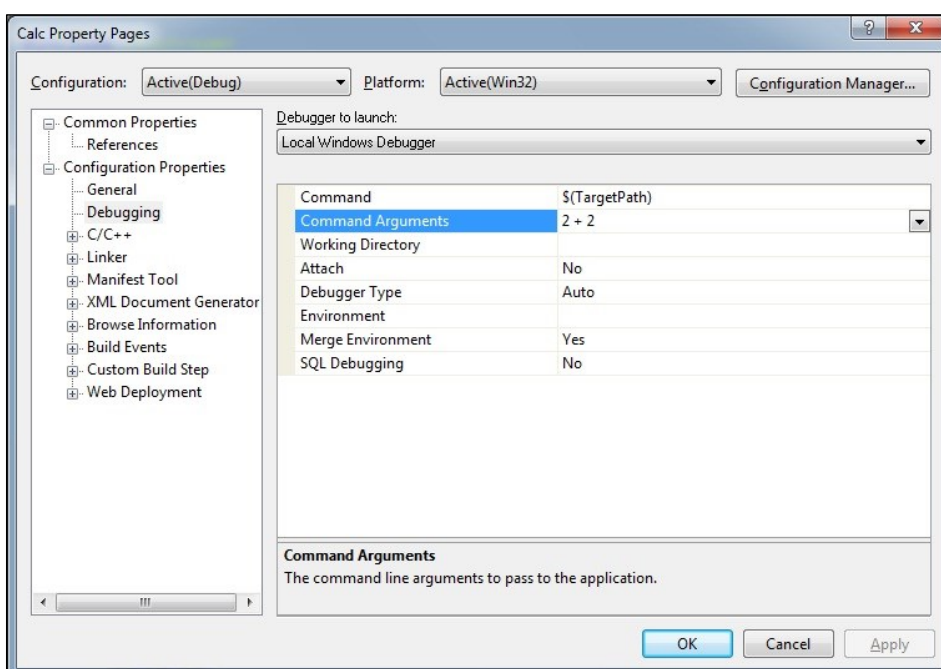 Calc Property Pages
Configuration: Active(Debug) Platform: Active(Win32) Configuration Manager...
Common Properties
References
Configuration Properties
General
Debugging
C/C++
Linker
Manifest Tool
XML Document Generator
Browse Information
Build Events
Custom Build Step
Web Deployment
Debugger to launch:
Local Windows Debugger
Command $(TargetPath)
Command Arguments 2 + 2
Working Directory
Attach No
Debugger Type Auto
Environment
Merge Environment Yes
SQL Debugging No
Command Arguments
The command line arguments to pass to the application.
OK Cancel Apply